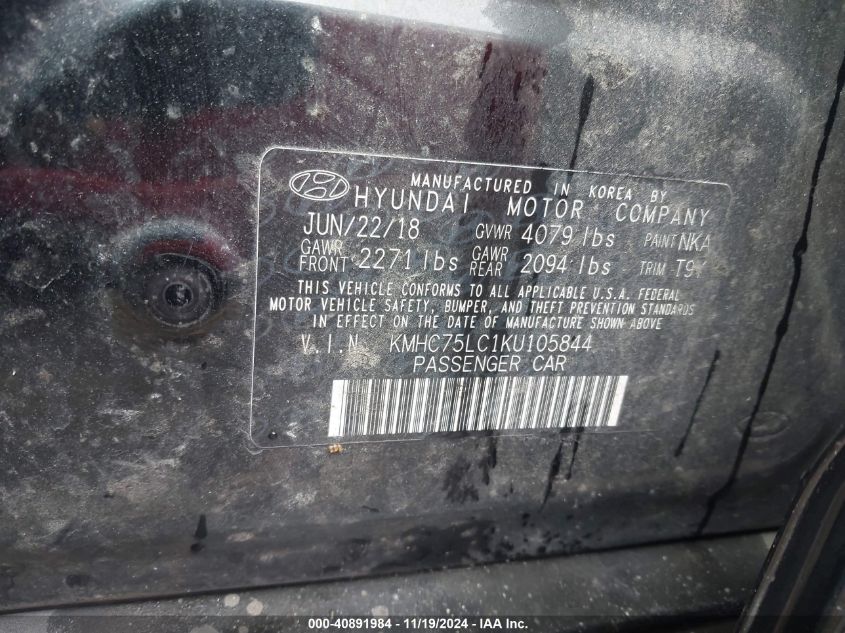 MANUFACTURED IN KOREA BY
HYUNDAI MOTOR COMPANY
JUN/22/18 GVWR 4079 lbs PAINT NKA
GAWR FRONT 2271 lbs GAWR REAR 2094 lbs TRIM T9Y
THIS VEHICLE CONFORMS TO ALL APPLICABLE U.S.A. FEDERAL
MOTOR VEHICLE SAFETY, BUMPER, AND THEFT PREVENTION STANDARDS
IN EFFECT ON THE DATE OF MANUFACTURE SHOWN ABOVE
V.I.N. KMHC75LC1KU105844
PASSENGER CAR
000-40891984 - 11/19/2024 - IAA Inc.